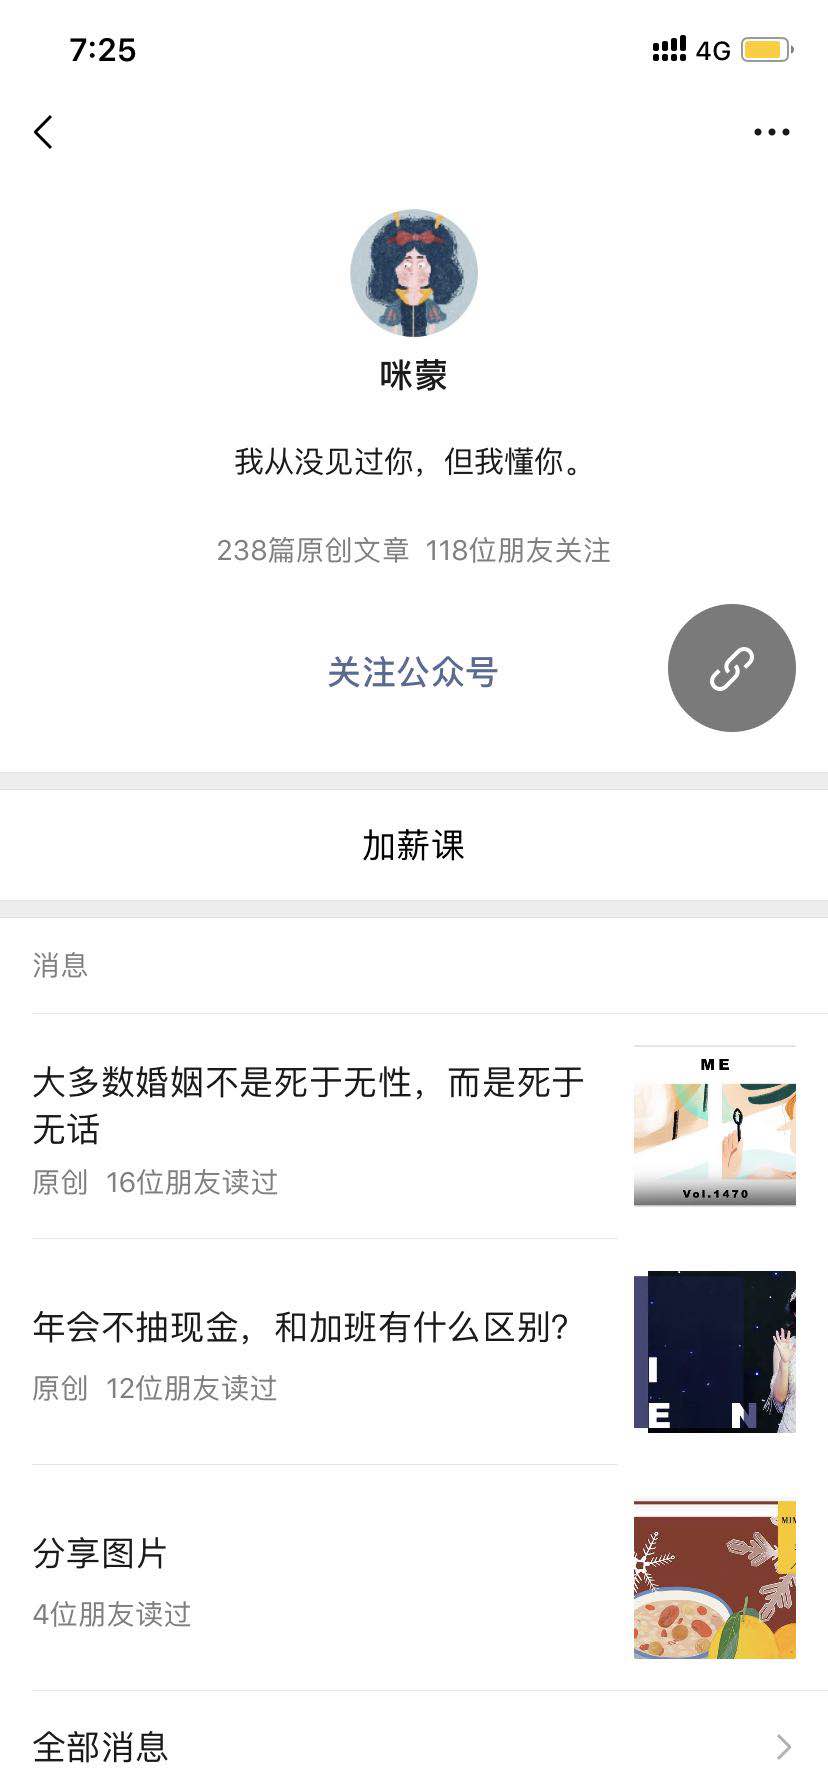 7:25
4G
咪蒙
我从没见过你，但我懂你。
238篇原创文章 118位朋友关注
关注公众号
加薪课
消息
大多数婚姻不是死于无性，而是死于
无话
原创 16位朋友读过
ME
Vol.1470
年会不抽现金，和加班有什么区别?
原创 12位朋友读过
I
E N
分享图片
4位朋友读过
全部消息